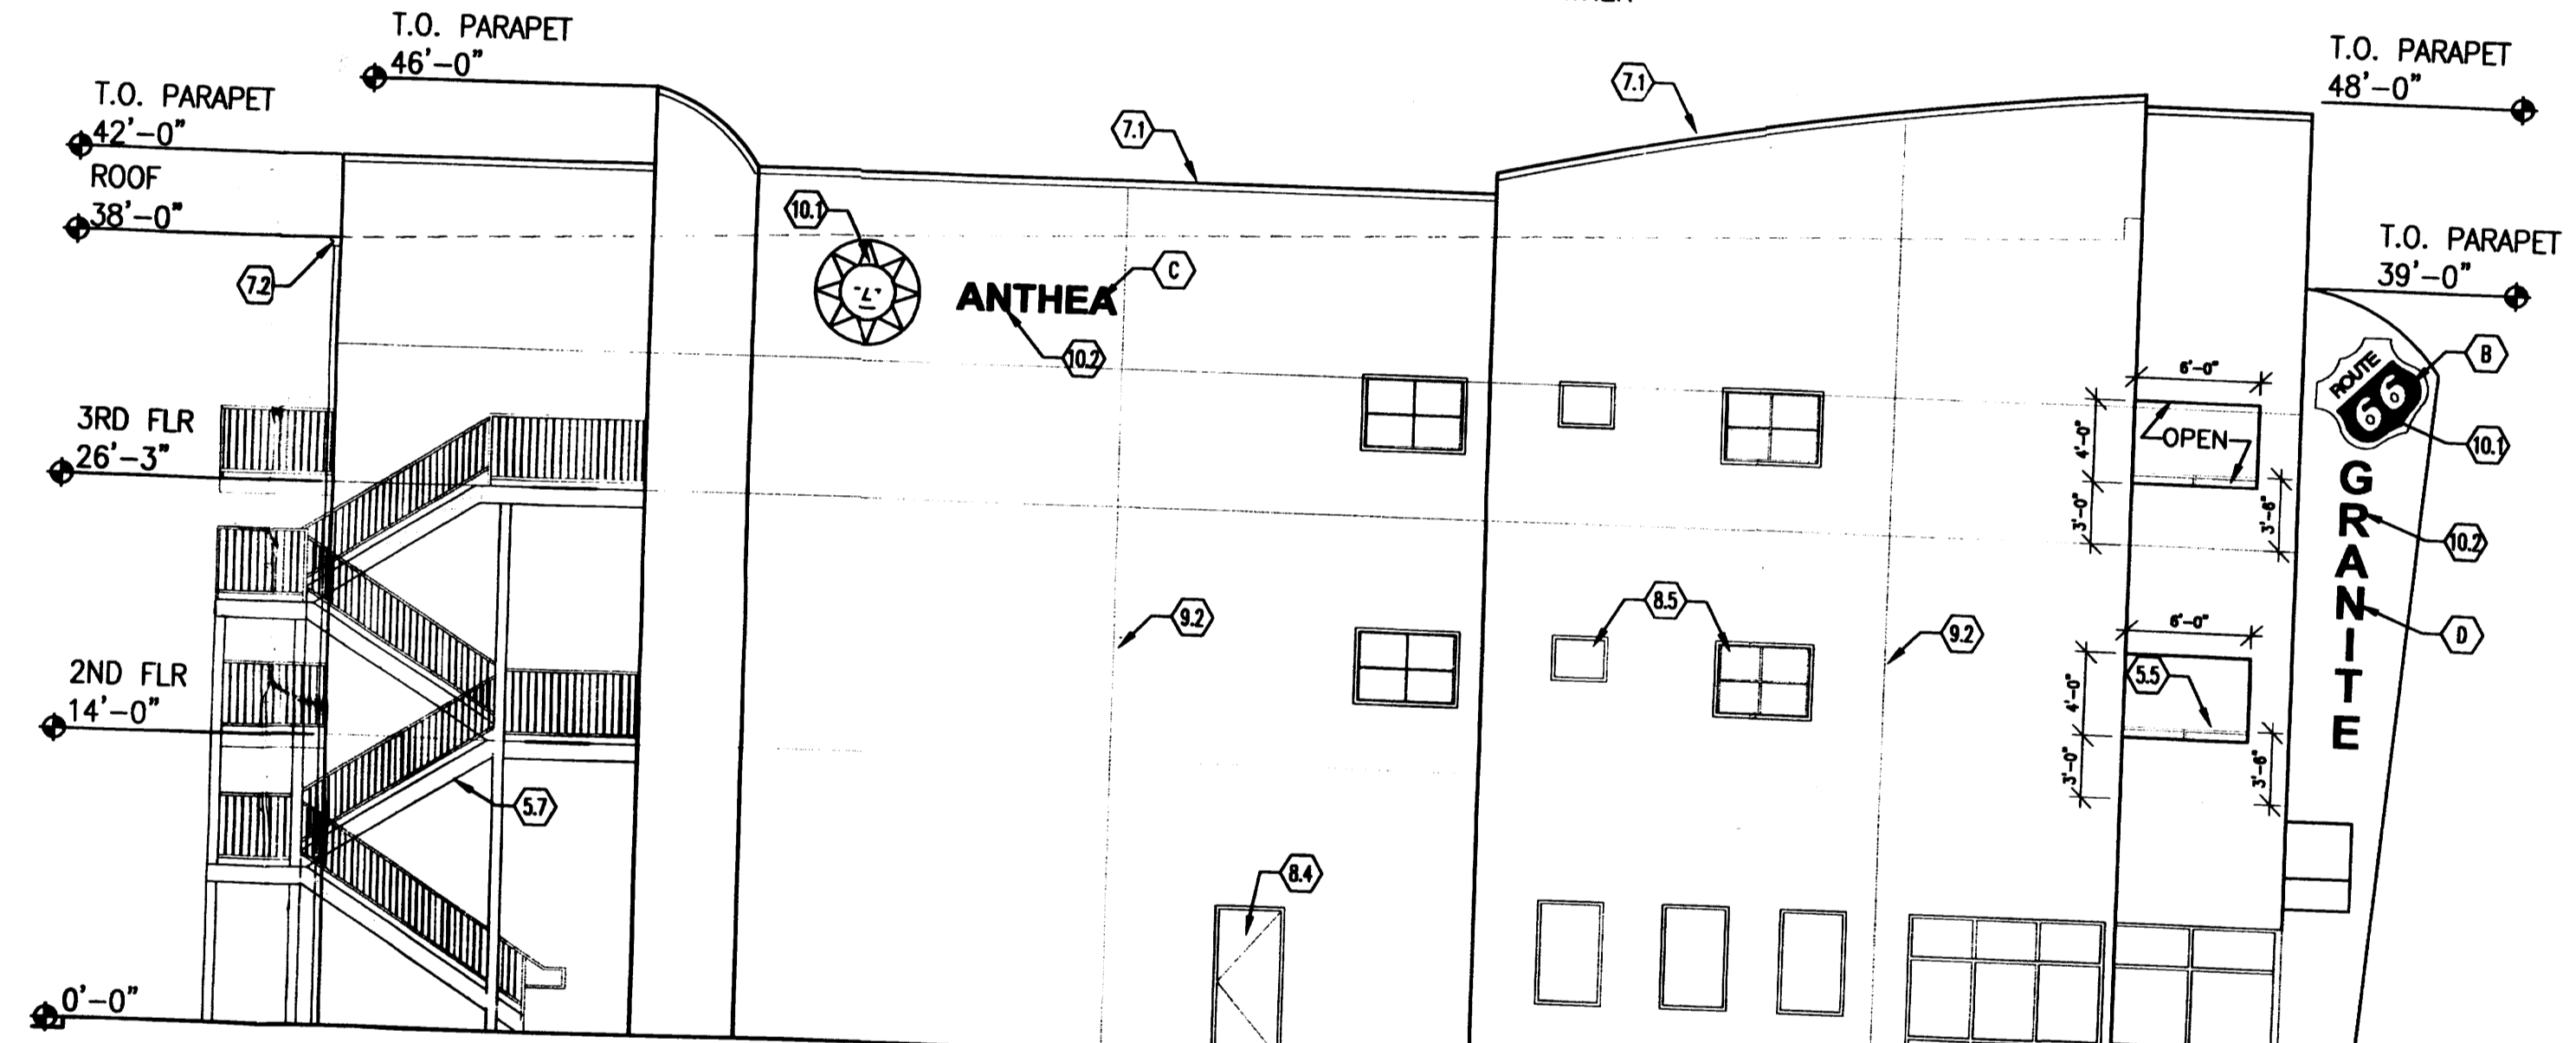 T.O. PARAPET
46'-0"
T.O. PARAPET
48'-0"
T.O. PARAPET
42'-0"
7.1
7.1
ROOF
38'-0"
10.1
T.O. PARAPET
39'-0"
7.2
C
ANTHEA
10.2
B
ROUTE
66
6'-0"
10.1
3RD FLR
26'-3"
4'-0"
OPEN
3'-0"
3'-6"
GRANITE
10.2
8.5
9.2
9.2
6'-0"
D
2ND FLR
14'-0"
4'-0"
5.5
3'-0"
3'-6"
5.7
8.4
0'-0"